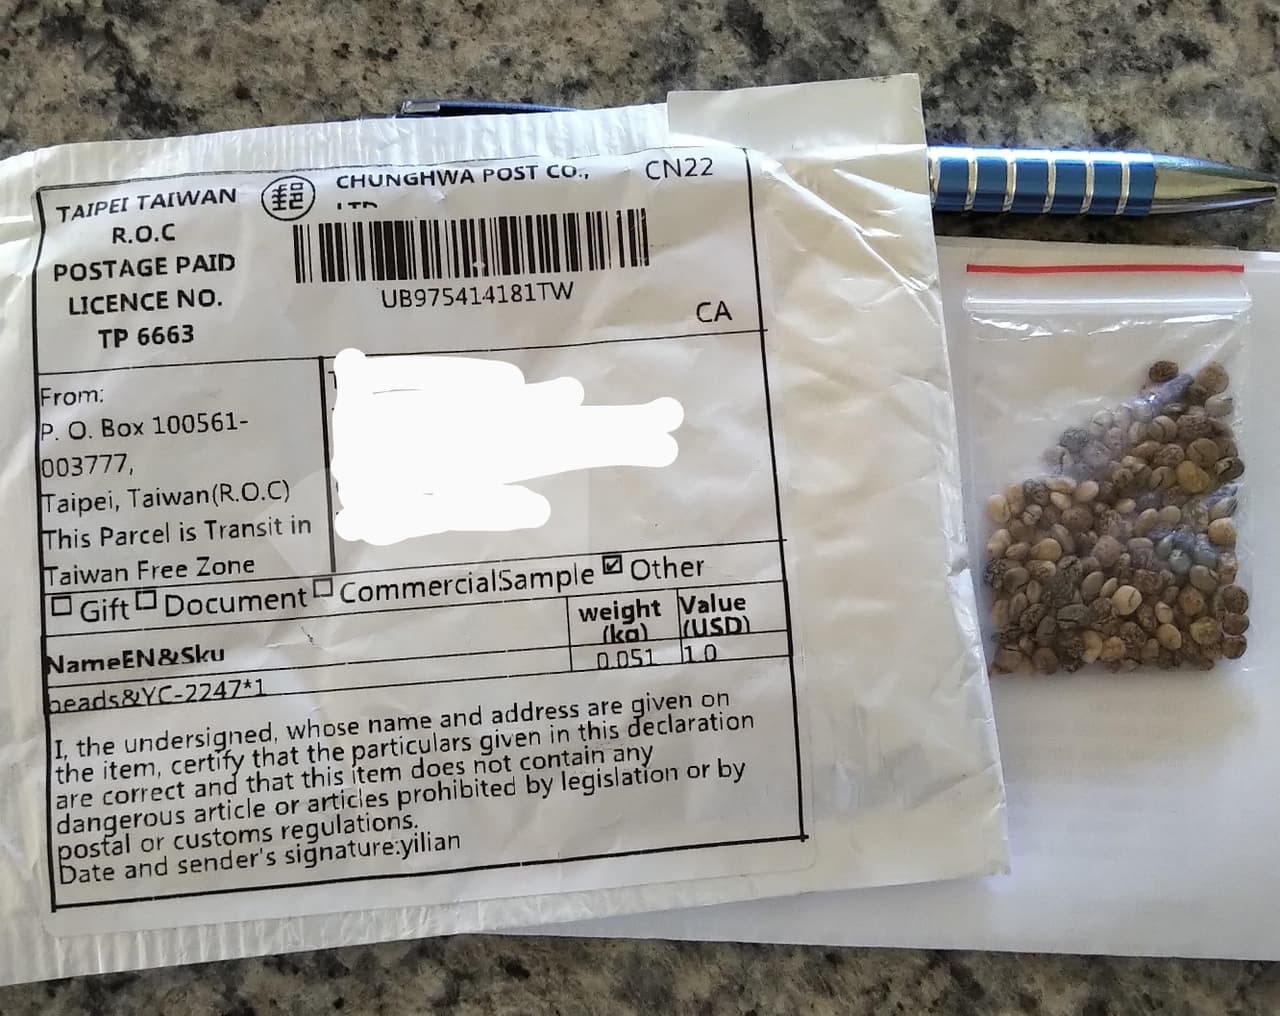 TAIPEI TAIWAN
R.O.C
POSTAGE PAID
LICENCE NO.
TP 6663
CHUNGHWA POST CO.,
LTD
CN22
UB975414181TW
CA
From:
P. O. Box 100561-
003777,
Taipei, Taiwan(R.O.C)
This Parcel is Transit in
Taiwan Free Zone
☐ Gift ☐ Document ☐ CommercialSample ☑ Other
NameEN&Sku
weight
(kg)
Value
(USD)
beads&YC-2247*1
0.051
1.0
I, the undersigned, whose name and address are given on
the item, certify that the particulars given in this declaration
are correct and that this item does not contain any
dangerous article or articles prohibited by legislation or by
postal or customs regulations.
Date and sender's signature:yilian